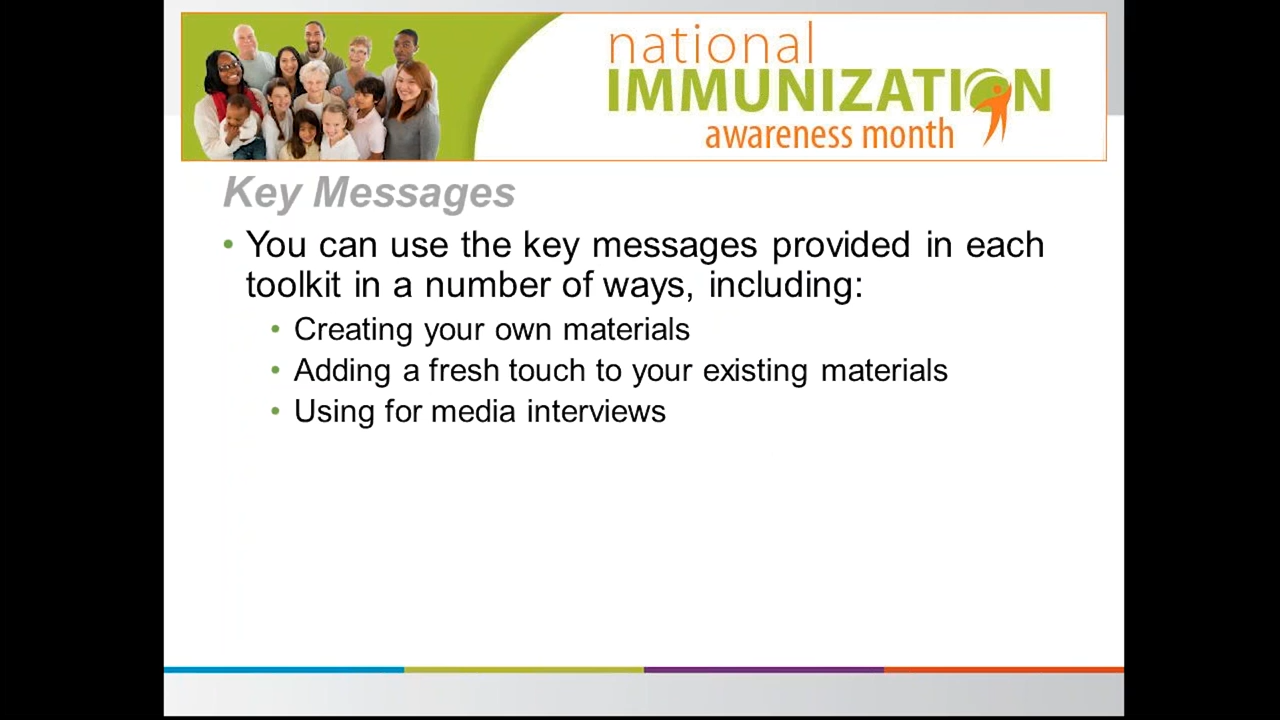 national
IMMUNIZATION
awareness month
Key Messages
• You can use the key messages provided in each
toolkit in a number of ways, including:
• Creating your own materials
• Adding a fresh touch to your existing materials
• Using for media interviews